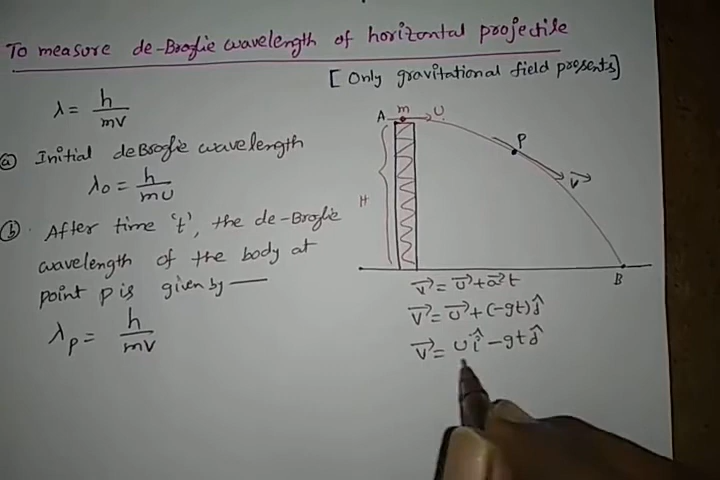 To measure de-Broglie wavelength of horizontal projectile
[Only gravitational field presents]
λ = h/mv
(a) Initial deBroglie wavelength
λ₀ = h/mU
(b). After time 't', the de-Broglie
wavelength of the body at
point P is given by —
λP = h/mv
A m U
P
V⃗
H
B
V⃗ = U⃗ + a⃗ t
V⃗ = U⃗ + (-gt)ĵ
V⃗ = Uî - gtĵ